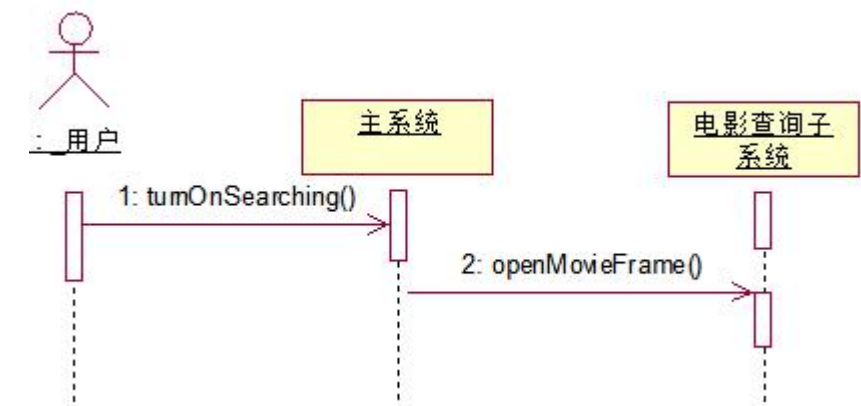 : _用户
主系统
电影查询子
系统
1: turnOnSearching()
2: openMovieFrame()